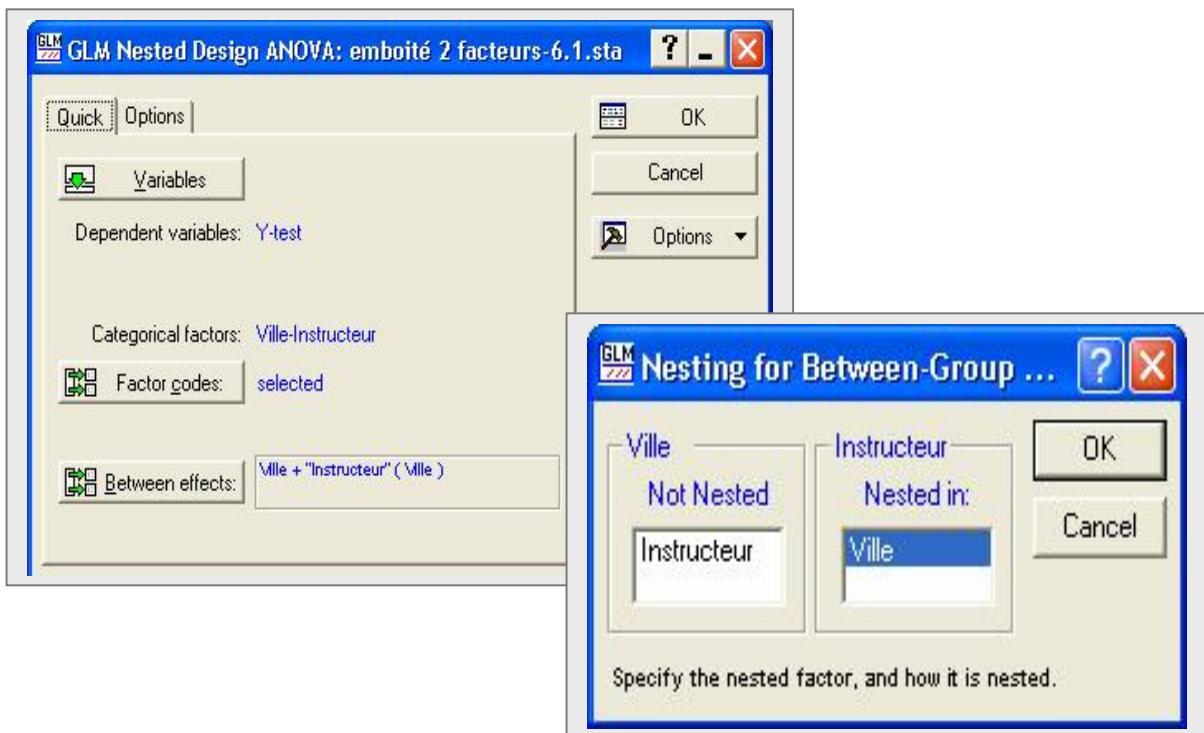 GLM GLM Nested Design ANOVA: emboité 2 facteurs-6.1.sta
Quick Options
Variables
Dependent variables: Y-test
Categorical factors: Ville-Instructeur
Factor codes: selected
Between effects: Ville + "Instructeur" ( Ville )
OK
Cancel
Options
GLM Nesting for Between-Group ...
Ville
Not Nested
Instructeur
Instructeur
Nested in:
Ville
OK
Cancel
Specify the nested factor, and how it is nested.